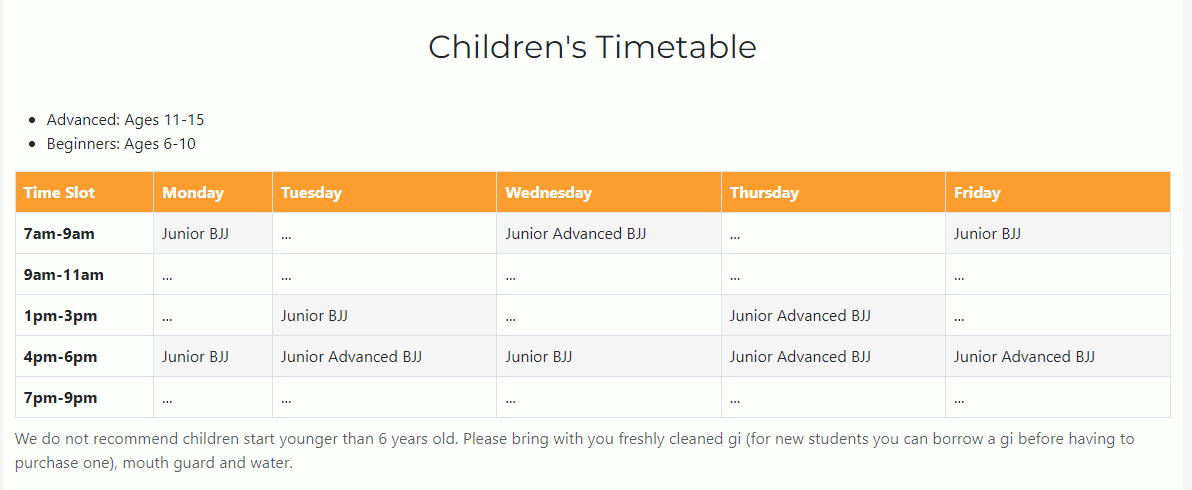 Children's Timetable
Advanced: Ages 11-15
Beginners: Ages 6-10
Time Slot Monday Tuesday Wednesday Thursday Friday
7am-9am Junior BJJ ... Junior Advanced BJJ ... Junior BJJ
9am-11am ... ... ... ... ...
1pm-3pm ... Junior BJJ ... Junior Advanced BJJ ...
4pm-6pm Junior BJJ Junior Advanced BJJ Junior BJJ Junior Advanced BJJ Junior Advanced BJJ
7pm-9pm ... ... ... ... ...
We do not recommend children start younger than 6 years old. Please bring with you freshly cleaned gi (for new students you can borrow a gi before having to
purchase one), mouth guard and water.